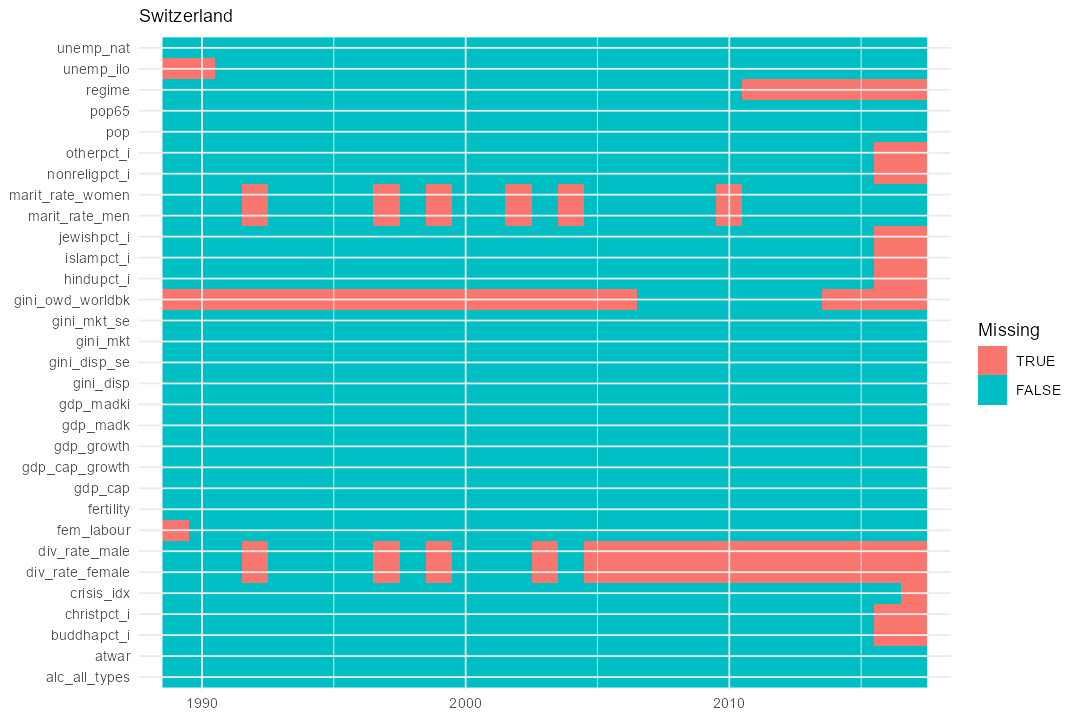 Switzerland
unemp_nat
unemp_ilo
regime
pop65
pop
otherpct_i
nonreligpct_i
marit_rate_women
marit_rate_men
jewishpct_i
islampct_i
hindupct_i
gini_owd_worldbk
gini_mkt_se
gini_mkt
gini_disp_se
gini_disp
gdp_madki
gdp_madk
gdp_growth
gdp_cap_growth
gdp_cap
fertility
fem_labour
div_rate_male
div_rate_female
crisis_idx
christpct_i
buddhapct_i
atwar
alc_all_types
1990 2000 2010
Missing
TRUE
FALSE